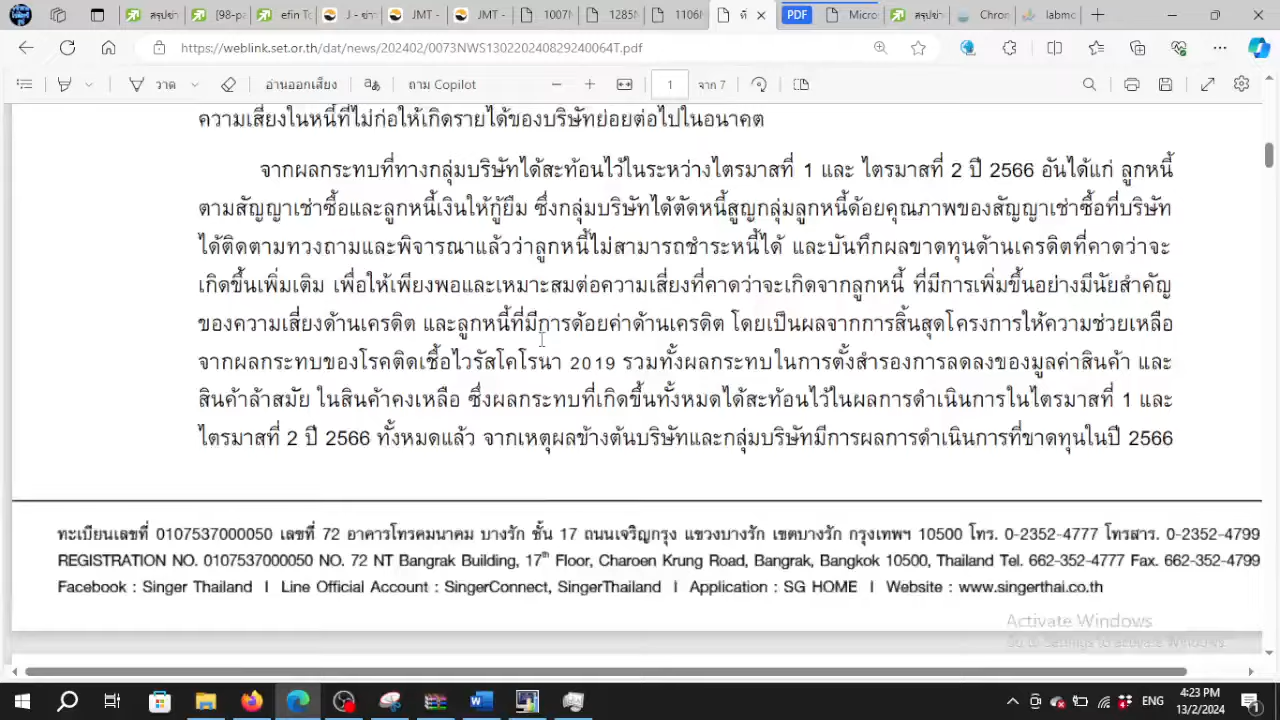 สรุปข่
[98-p
efin To
J - ข่าว
JMT -
JMT -
1007
1285
1106
PDF
Micro
สรุปข่า
Chrom
labmo
https://weblink.set.or.th/dat/news/202402/0073NWS130220240829240064T.pdf
วาด
อ่านออกเสียง
ถาม Copilot
1
จาก 7
ความเสี่ยงในหนี้ที่ไม่ก่อให้เกิดรายได้ของบริษัทย่อยต่อไปในอนาคต
จากผลกระทบที่ทางกลุ่มบริษัทได้สะท้อนไว้ในระหว่างไตรมาสที่ 1 และ ไตรมาสที่ 2 ปี 2566 อันได้แก่ ลูกหนี้
ตามสัญญาเช่าซื้อและลูกหนี้เงินให้กู้ยืม ซึ่งกลุ่มบริษัทได้ตัดหนี้สูญกลุ่มลูกหนี้ด้อยคุณภาพของสัญญาเช่าซื้อที่บริษัท
ได้ติดตามทวงถามและพิจารณาแล้วว่าลูกหนี้ไม่สามารถชำระหนี้ได้ และบันทึกผลขาดทุนด้านเครดิตที่คาดว่าจะ
เกิดขึ้นเพิ่มเติม เพื่อให้เพียงพอและเหมาะสมต่อความเสี่ยงที่คาดว่าจะเกิดจากลูกหนี้ ที่มีการเพิ่มขึ้นอย่างมีนัยสำคัญ
ของความเสี่ยงด้านเครดิต และลูกหนี้ที่มีการด้อยค่าด้านเครดิต โดยเป็นผลจากการสิ้นสุดโครงการให้ความช่วยเหลือ
จากผลกระทบของโรคติดเชื้อไวรัสโคโรนา 2019 รวมทั้งผลกระทบในการตั้งสำรองการลดลงของมูลค่าสินค้า และ
สินค้าล้าสมัย ในสินค้าคงเหลือ ซึ่งผลกระทบที่เกิดขึ้นทั้งหมดได้สะท้อนไว้ในผลการดำเนินการในไตรมาสที่ 1 และ
ไตรมาสที่ 2 ปี 2566 ทั้งหมดแล้ว จากเหตุผลข้างต้นบริษัทและกลุ่มบริษัทมีการผลการดำเนินการที่ขาดทุนในปี 2566
ทะเบียนเลขที่ 0107537000050 เลขที่ 72 อาคารโทรคมนาคม บางรัก ชั้น 17 ถนนเจริญกรุง แขวงบางรัก เขตบางรัก กรุงเทพฯ 10500 โทร. 0-2352-4777 โทรสาร. 0-2352-4799
REGISTRATION NO. 0107537000050 NO. 72 NT Bangrak Building, 17th Floor, Charoen Krung Road, Bangrak, Bangkok 10500, Thailand Tel. 662-352-4777 Fax. 662-352-4799
Facebook : Singer Thailand I Line Official Account : SingerConnect, SingerThailand I Application : SG HOME I Website : www.singerthai.co.th
Activate Windows
Go to Settings to activate Windows.
ENG
4:23 PM
13/2/2024